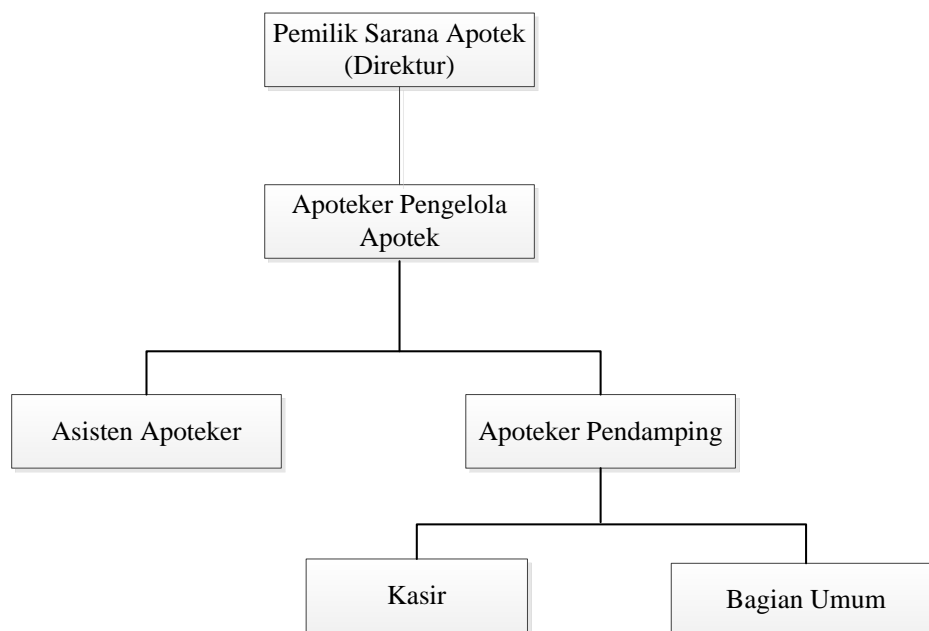 Pemilik Sarana Apotek
(Direktur)
Apoteker Pengelola
Apotek
Asisten Apoteker
Apoteker Pendamping
Kasir
Bagian Umum